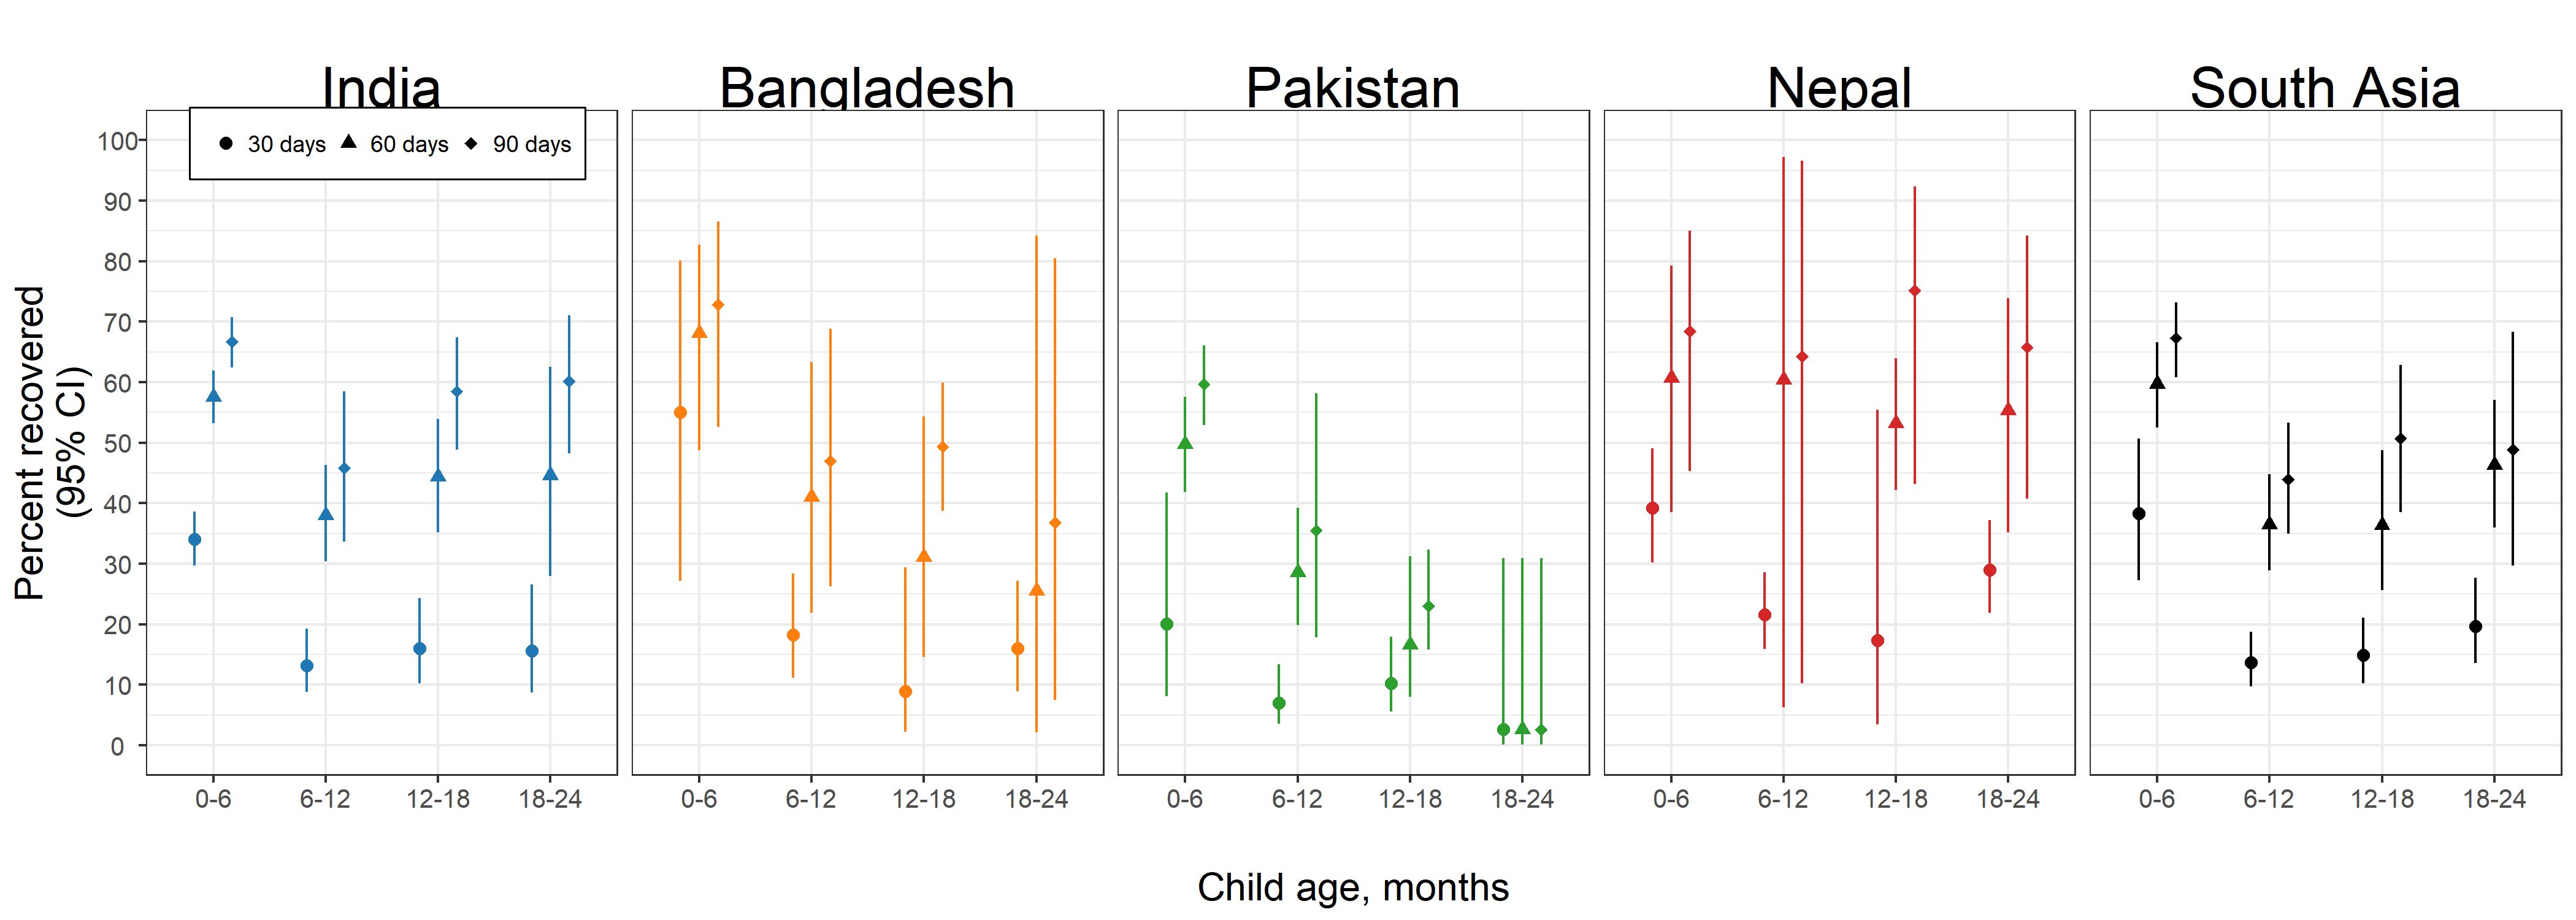 India
Bangladesh
Pakistan
Nepal
South Asia
30 days
60 days
90 days
100
90
80
70
60
50
40
30
20
10
0
Percent recovered
(95% CI)
0-6
6-12
12-18
18-24
0-6
6-12
12-18
18-24
0-6
6-12
12-18
18-24
0-6
6-12
12-18
18-24
0-6
6-12
12-18
18-24
Child age, months